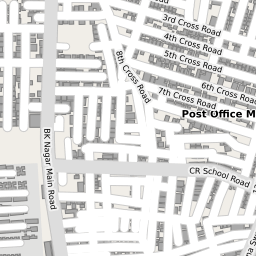 3rd Cross Road
4th Cross Road
5th Cross Road
8th Cross Road
6th Cross Road
7th Cross Road
Post Office M
BK Nagar Main Road
CR School Road